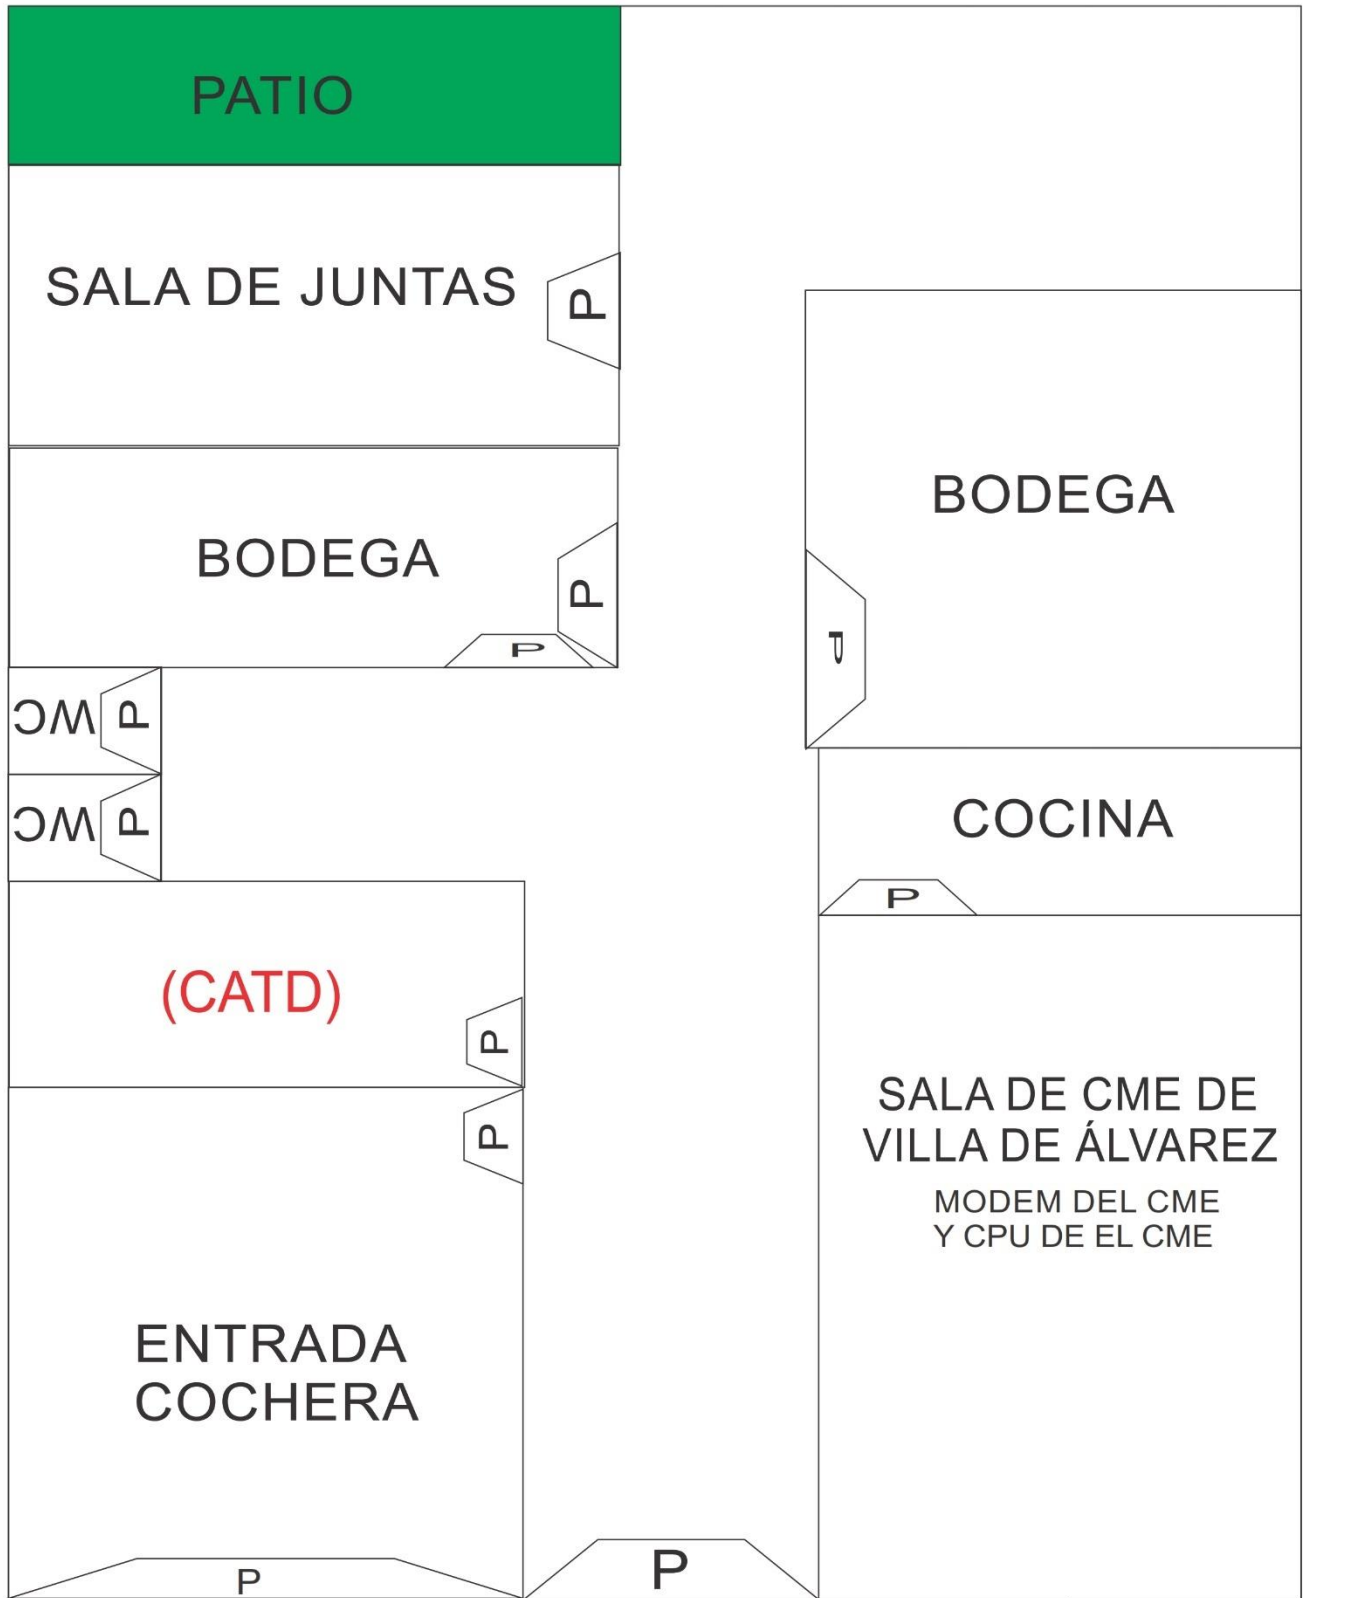 PATIO
SALA DE JUNTAS
P
BODEGA
P
P
BODEGA
P
WC
P
WC
P
COCINA
P
(CATD)
P
P
SALA DE CME DE
VILLA DE ÁLVAREZ
MODEM DEL CME
Y CPU DE EL CME
ENTRADA
COCHERA
P
P